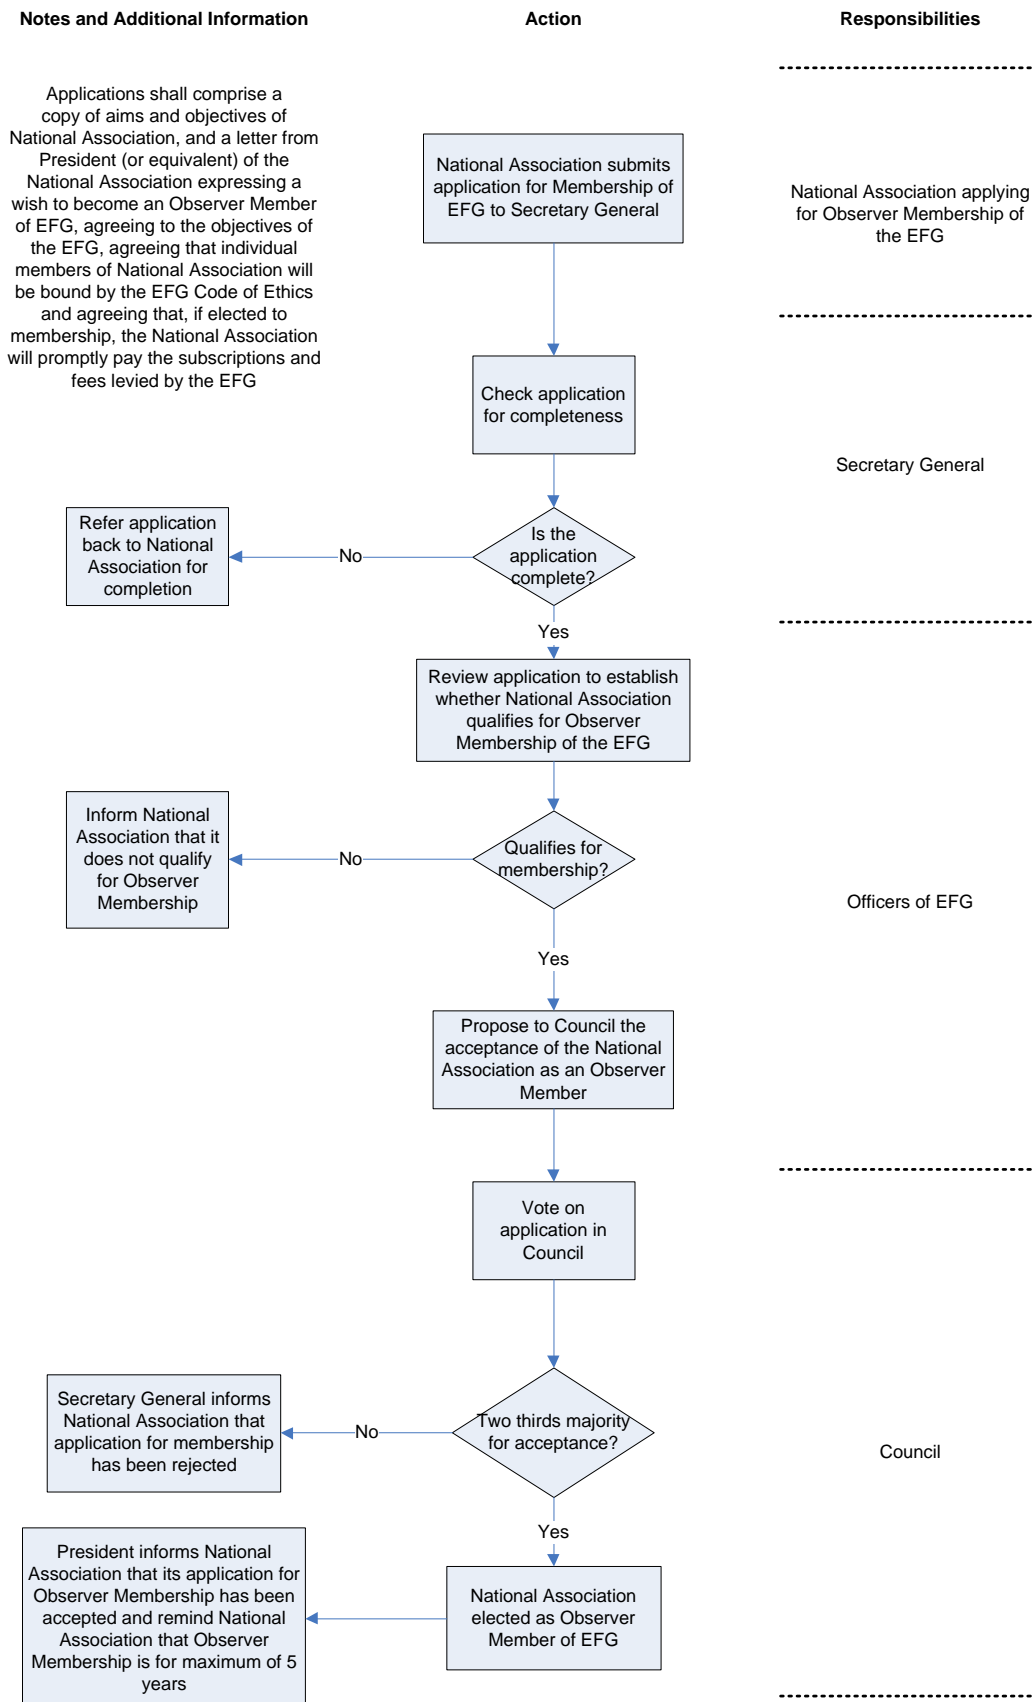 Notes and Additional Information
Action
Responsibilities
Applications shall comprise a
copy of aims and objectives of
National Association, and a letter from
President (or equivalent) of the
National Association expressing a
wish to become an Observer Member
of EFG, agreeing to the objectives of
the EFG, agreeing that individual
members of National Association will
be bound by the EFG Code of Ethics
and agreeing that, if elected to
membership, the National Association
will promptly pay the subscriptions and
fees levied by the EFG
National Association submits
application for Membership of
EFG to Secretary General
National Association applying
for Observer Membership of
the EFG
Check application
for completeness
Secretary General
Is the
application
complete?
No
Refer application
back to National
Association for
completion
Yes
Review application to establish
whether National Association
qualifies for Observer
Membership of the EFG
Qualifies for
membership?
No
Inform National
Association that it
does not qualify
for Observer
Membership
Officers of EFG
Yes
Propose to Council the
acceptance of the National
Association as an Observer
Member
Vote on
application in
Council
Two thirds majority
for acceptance?
No
Secretary General informs
National Association that
application for membership
has been rejected
Council
Yes
National Association
elected as Observer
Member of EFG
President informs National
Association that its application for
Observer Membership has been
accepted and remind National
Association that Observer
Membership is for maximum of 5
years